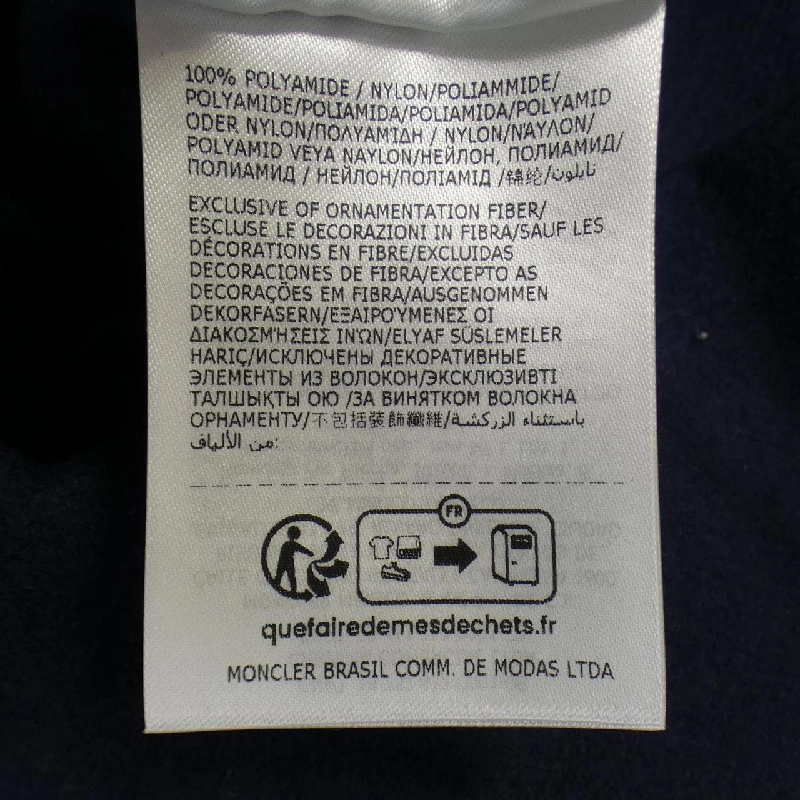 100% POLYAMIDE / NYLON/POLIAMMIDE/
POLYAMIDE/POLIAMIDA/POLIAMIDA/POLYAMID
ODER NYLON/ΠΟΛΥΑΜΊΔΗ / NYLON/ΝΆΥΛΟΝ/
POLYAMID VEYA NAYLON/НЕЙЛОН, ПОЛИАМИД/
ПОЛИАМИД / НЕЙЛОН/ПОЛІАМІД /锦纶/نايلون
EXCLUSIVE OF ORNAMENTATION FIBER/
ESCLUSE LE DECORAZIONI IN FIBRA/SAUF LES
DÉCORATIONS EN FIBRE/EXCLUIDAS
DECORACIONES DE FIBRA/EXCEPTO AS
DECORAÇÕES EM FIBRA/AUSGENOMMEN
DEKORFASERN/ΕΞΑΙΡΟΎΜΕΝΕΣ ΟΙ
ΔΙΑΚΟΣΜΉΣΕΙΣ ΙΝΏΝ/ELYAF SÜSLEMELER
HARIÇ/ИСКЛЮЧЕНЫ ДЕКОРАТИВНЫЕ
ЭЛЕМЕНТЫ ИЗ ВОЛОКОН/ЭКСКЛЮЗИВТІ
ТАЛШЫҚТЫ ОЮ /ЗА ВИНЯТКОМ ВОЛОКНА
ОРНАМЕНТУ/不包括裝飾纖維/باستثناء الزركشة
من الألياف:
FR
quefairedemesdechets.fr
MONCLER BRASIL COMM. DE MODAS LTDA